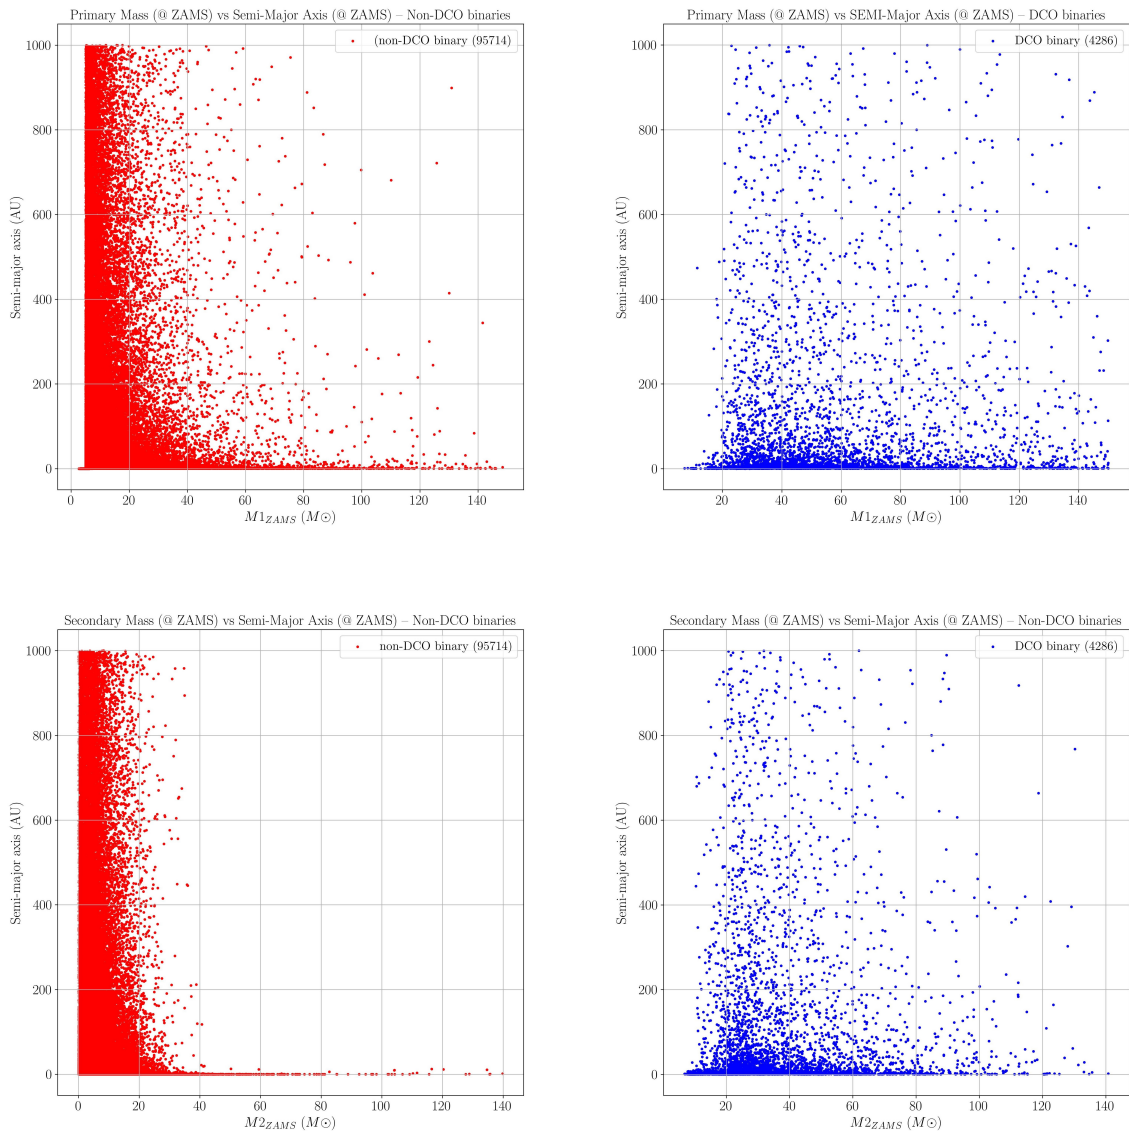 Primary Mass (@ ZAMS) vs Semi-Major Axis (@ ZAMS) – Non-DCO binaries
(non-DCO binary (95714)
1000
800
600
400
200
0
Semi-major axis (AU)
0 20 40 60 80 100 120 140
M1ZAMS (M⊙)
Primary Mass (@ ZAMS) vs SEMI-Major Axis (@ ZAMS) – DCO binaries
DCO binary (4286)
1000
800
600
400
200
0
Semi-major axis (AU)
20 40 60 80 100 120 140
M1ZAMS (M⊙)
Secondary Mass (@ ZAMS) vs Semi-Major Axis (@ ZAMS) – Non-DCO binaries
non-DCO binary (95714)
1000
800
600
400
200
0
Semi-major axis (AU)
0 20 40 60 80 100 120 140
M2ZAMS (M⊙)
Secondary Mass (@ ZAMS) vs Semi-Major Axis (@ ZAMS) – Non-DCO binaries
DCO binary (4286)
1000
800
600
400
200
0
Semi-major axis (AU)
20 40 60 80 100 120 140
M2ZAMS (M⊙)